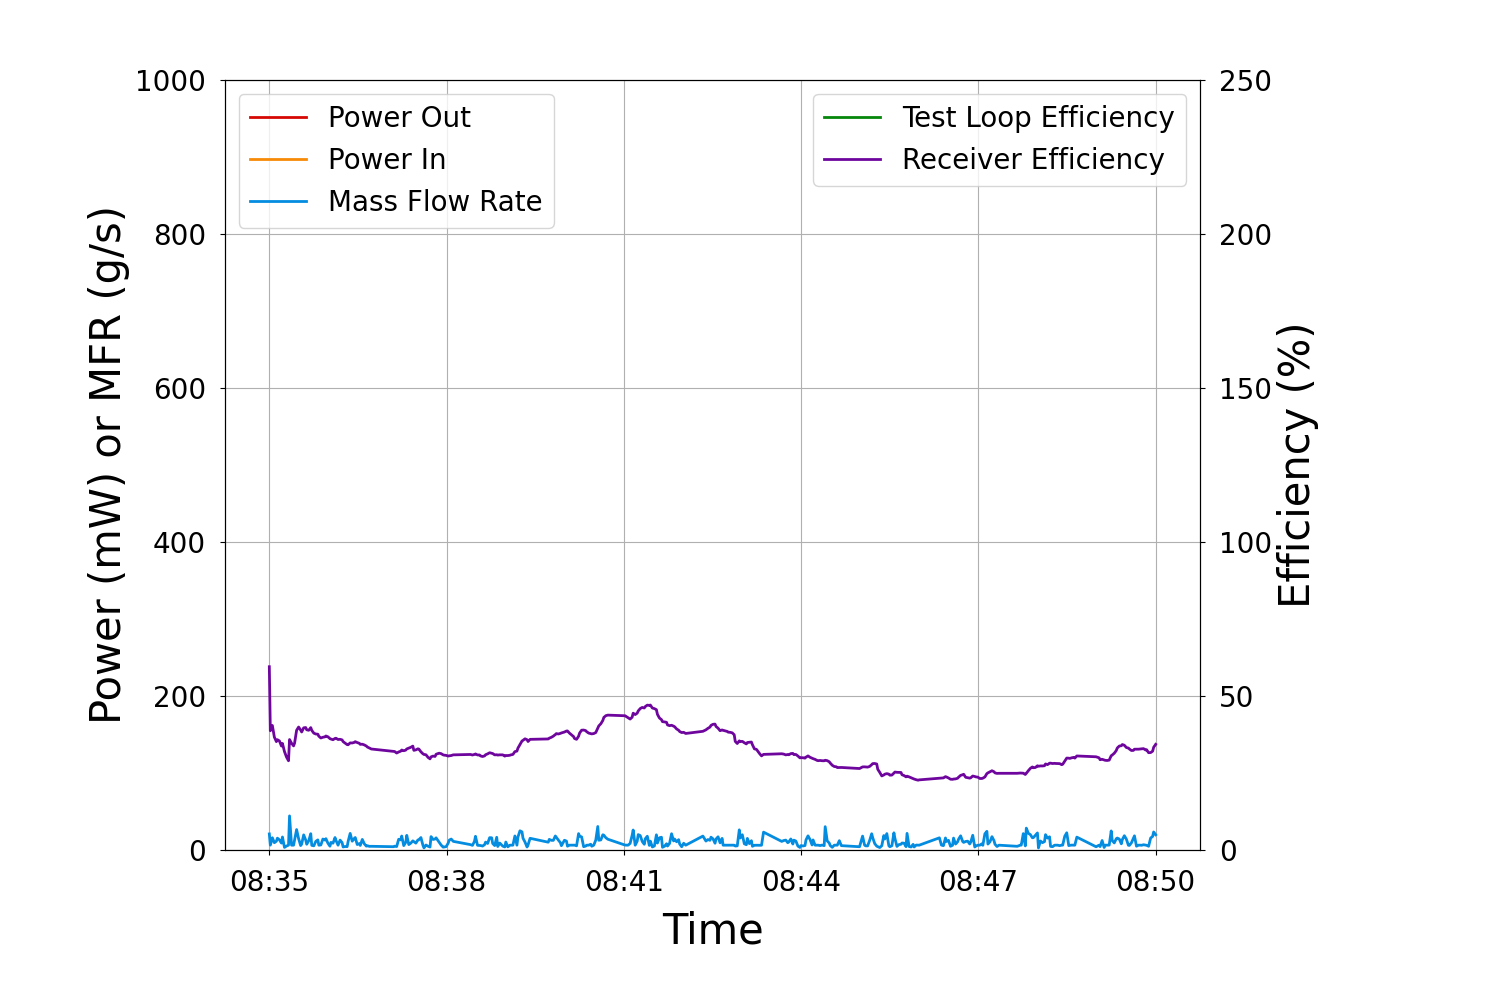 Power Out
Power In
Mass Flow Rate
Test Loop Efficiency
Receiver Efficiency
1000
800
600
400
200
0
Power (mW) or MFR (g/s)
250
200
150
100
50
0
Efficiency (%)
08:35 08:38 08:41 08:44 08:47 08:50
Time